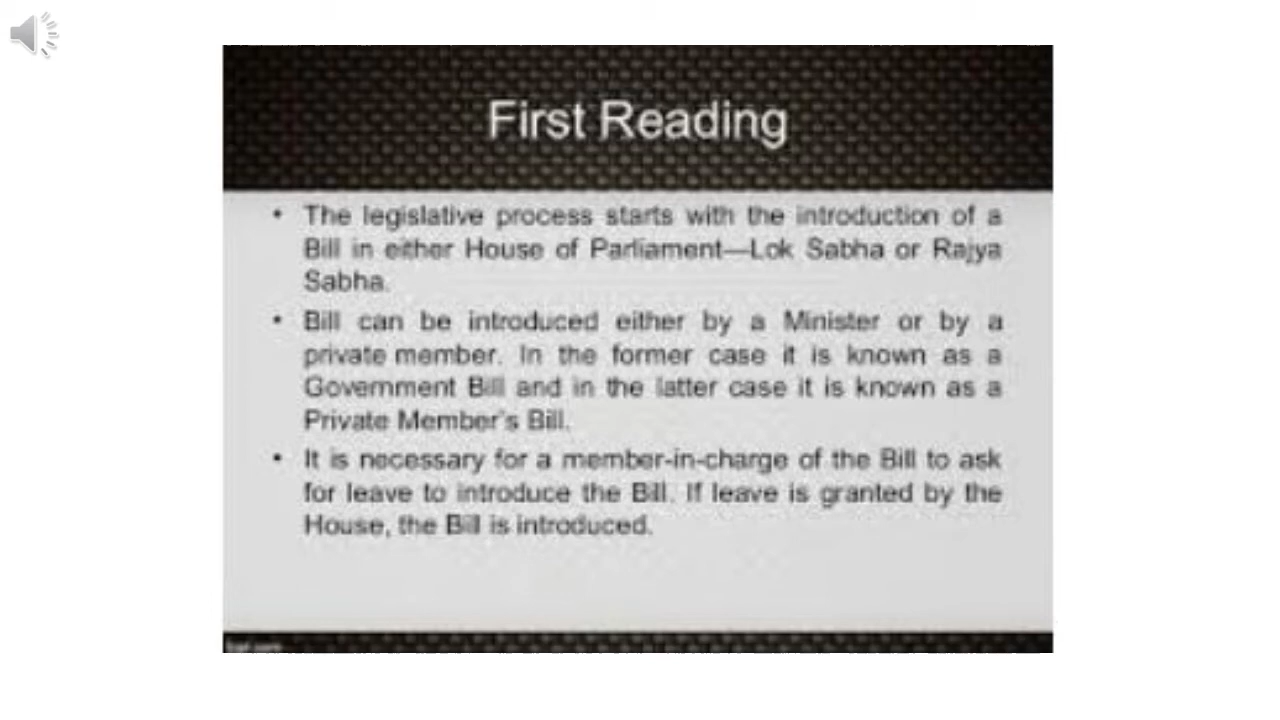 First Reading
• The legislative process starts with the introduction of a
Bill in either House of Parliament—Lok Sabha or Rajya
Sabha.
• Bill can be introduced either by a Minister or by a
private member. In the former case it is known as a
Government Bill and in the latter case it is known as a
Private Member's Bill.
• It is necessary for a member-in-charge of the Bill to ask
for leave to introduce the Bill. If leave is granted by the
House, the Bill is introduced.